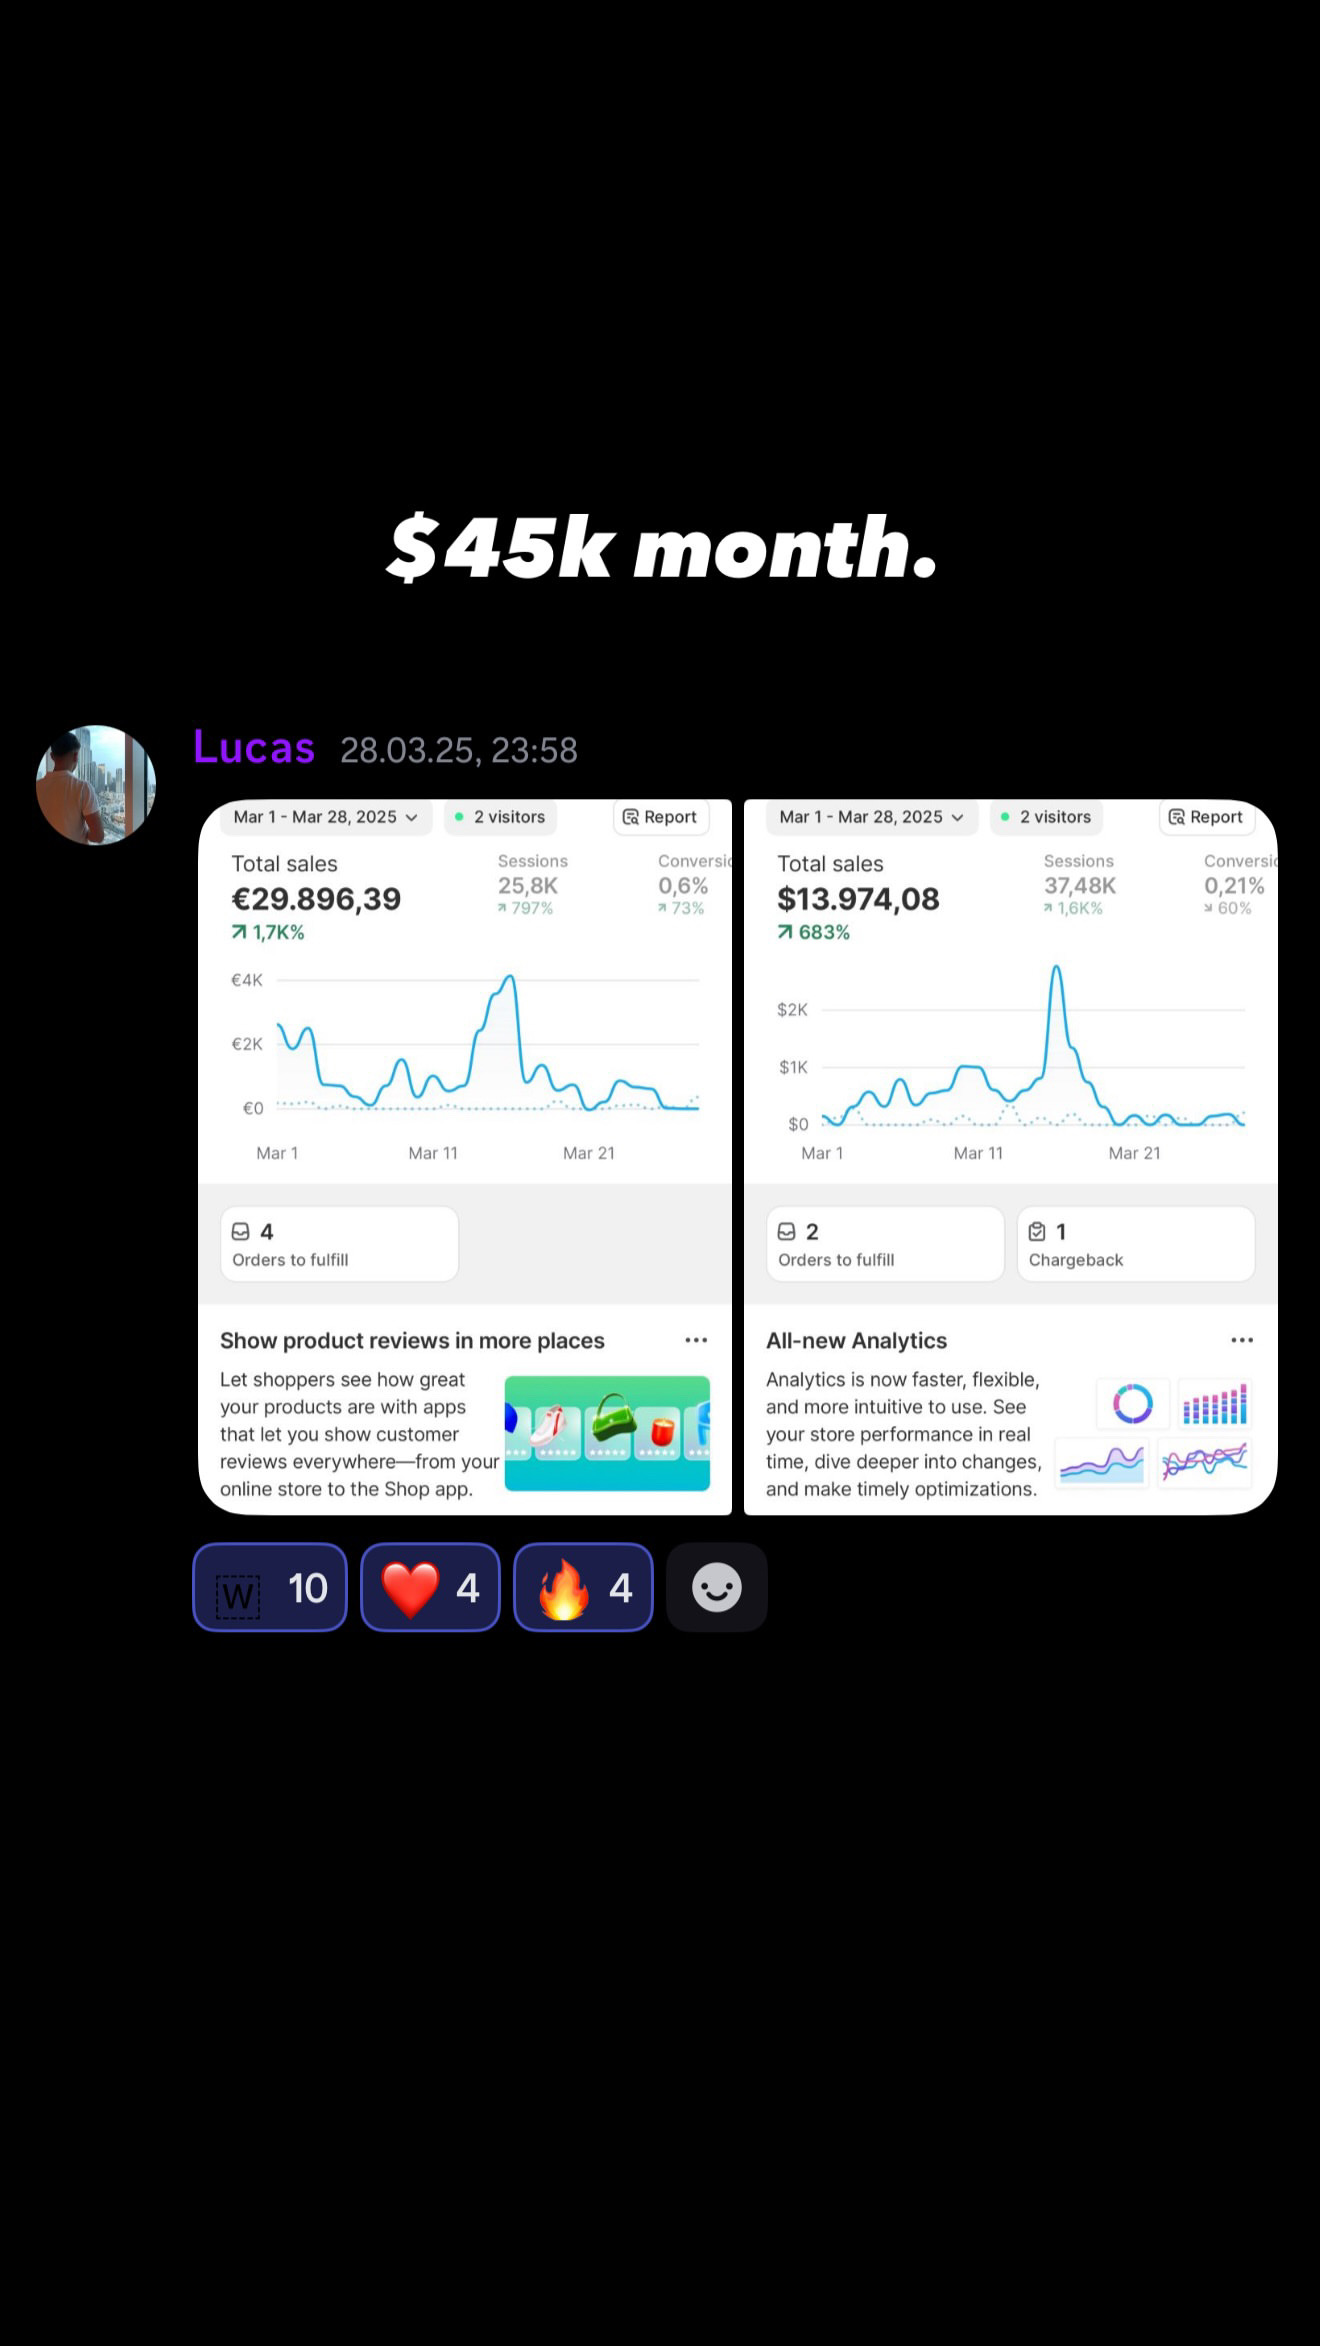 $45k month.
Lucas 28.03.25, 23:58
Mar 1 - Mar 28, 2025 2 visitors Report
Total sales Sessions Conversio
€29.896,39 25,8K 0,6%
1,7K% 797% 73%
€4K
€2K
€0
Mar 1 Mar 11 Mar 21
4
Orders to fulfill
Show product reviews in more places
Let shoppers see how great
your products are with apps
that let you show customer
reviews everywhere—from your
online store to the Shop app.
Mar 1 - Mar 28, 2025 2 visitors Report
Total sales Sessions Conversio
$13.974,08 37,48K 0,21%
683% 1,6K% 60%
$2K
$1K
$0
Mar 1 Mar 11 Mar 21
2 1
Orders to fulfill Chargeback
All-new Analytics
Analytics is now faster, flexible,
and more intuitive to use. See
your store performance in real
time, dive deeper into changes,
and make timely optimizations.
W 10 4 4